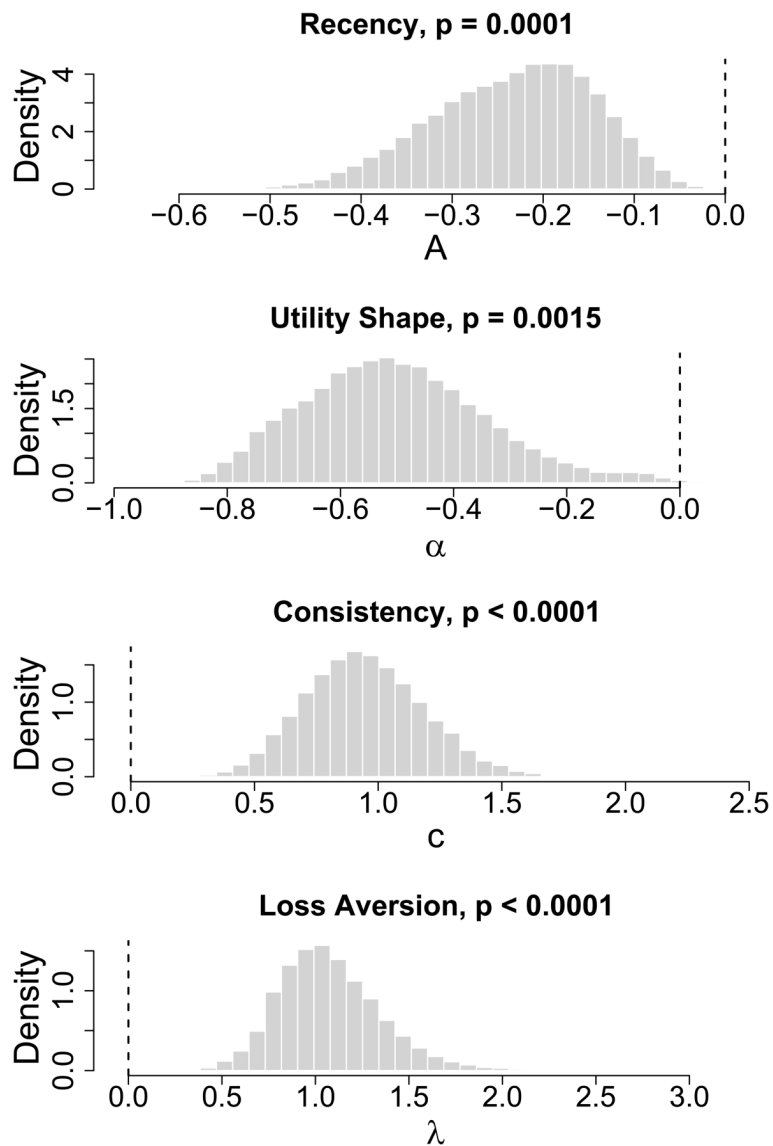 Recency, p = 0.0001
Density
0 4
−0.6 −0.5 −0.4 −0.3 −0.2 −0.1 0.0
A
Utility Shape, p = 0.0015
Density
0.0 1.5
−1.0 −0.8 −0.6 −0.4 −0.2 0.0
α
Consistency, p < 0.0001
Density
0.0 1.0
0.0 0.5 1.0 1.5 2.0 2.5
c
Loss Aversion, p < 0.0001
Density
0.0 1.0
0.0 0.5 1.0 1.5 2.0 2.5 3.0
λ